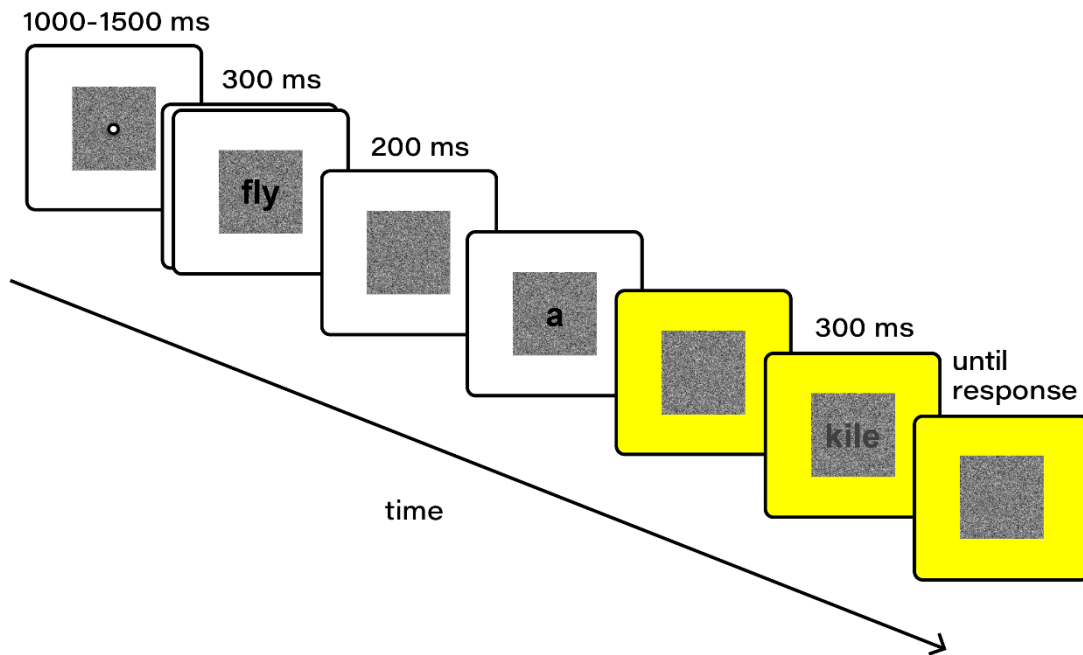 1000-1500 ms
300 ms
fly
200 ms
a
300 ms
kile
until
response
time